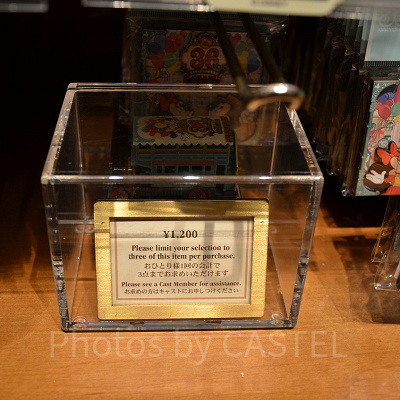 36
¥1,200
Please limit your selection to
three of this item per purchase.
おひとり様1回の会計で
3点までお求めいただけます
Please see a Cast Member for assistance.
お求めの方はキャストにお申しつけください
Photos by CASTEL